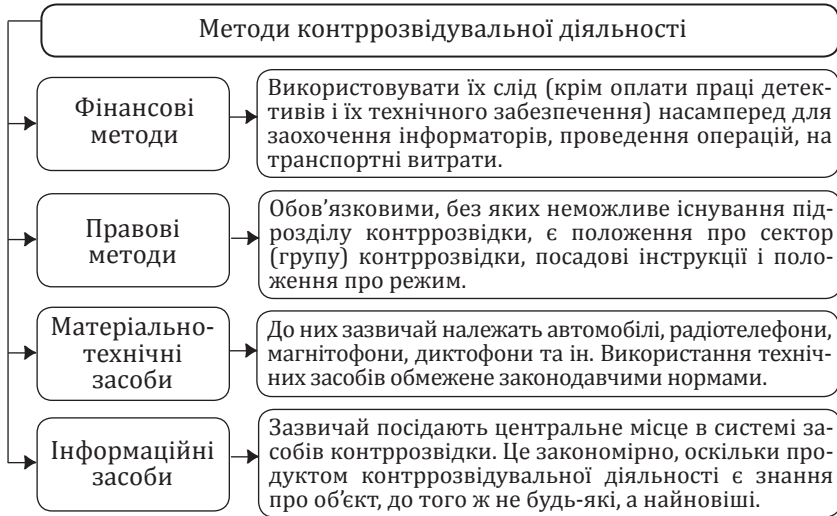 Методи контррозвідувальної діяльності
Фінансові
методи
Використовувати їх слід (крім оплати праці детек-
тивів і їх технічного забезпечення) насамперед для
заохочення інформаторів, проведення операцій, на
транспортні витрати.
Правові
методи
Обов’язковими, без яких неможливе існування під-
розділу контррозвідки, є положення про сектор
(групу) контррозвідки, посадові інструкції і поло-
ження про режим.
Матеріально-
технічні
засоби
До них зазвичай належать автомобілі, радіотелефони,
магнітофони, диктофони та ін. Використання техніч-
них засобів обмежене законодавчими нормами.
Інформаційні
засоби
Зазвичай посідають центральне місце в системі за-
собів контррозвідки. Це закономірно, оскільки про-
дуктом контррозвідувальної діяльності є знання
про об’єкт, до того ж не будь-які, а найновіші.